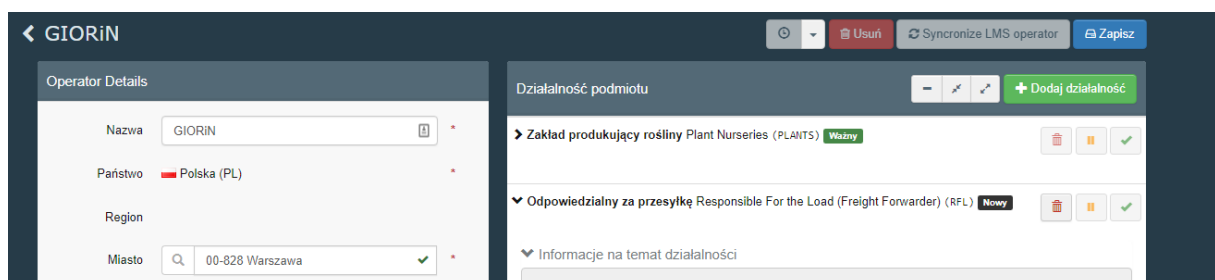 GIORiN
Usuń
Syncronize LMS operator
Zapisz
Operator Details
Nazwa GIORiN *
Państwo Polska (PL) *
Region
Miasto 00-828 Warszawa *
Działalność podmiotu
Dodaj działalność
Zakład produkujący rośliny Plant Nurseries (PLANTS) Ważny
Odpowiedzialny za przesyłkę Responsible For the Load (Freight Forwarder) (RFL) Nowy
Informacje na temat działalności